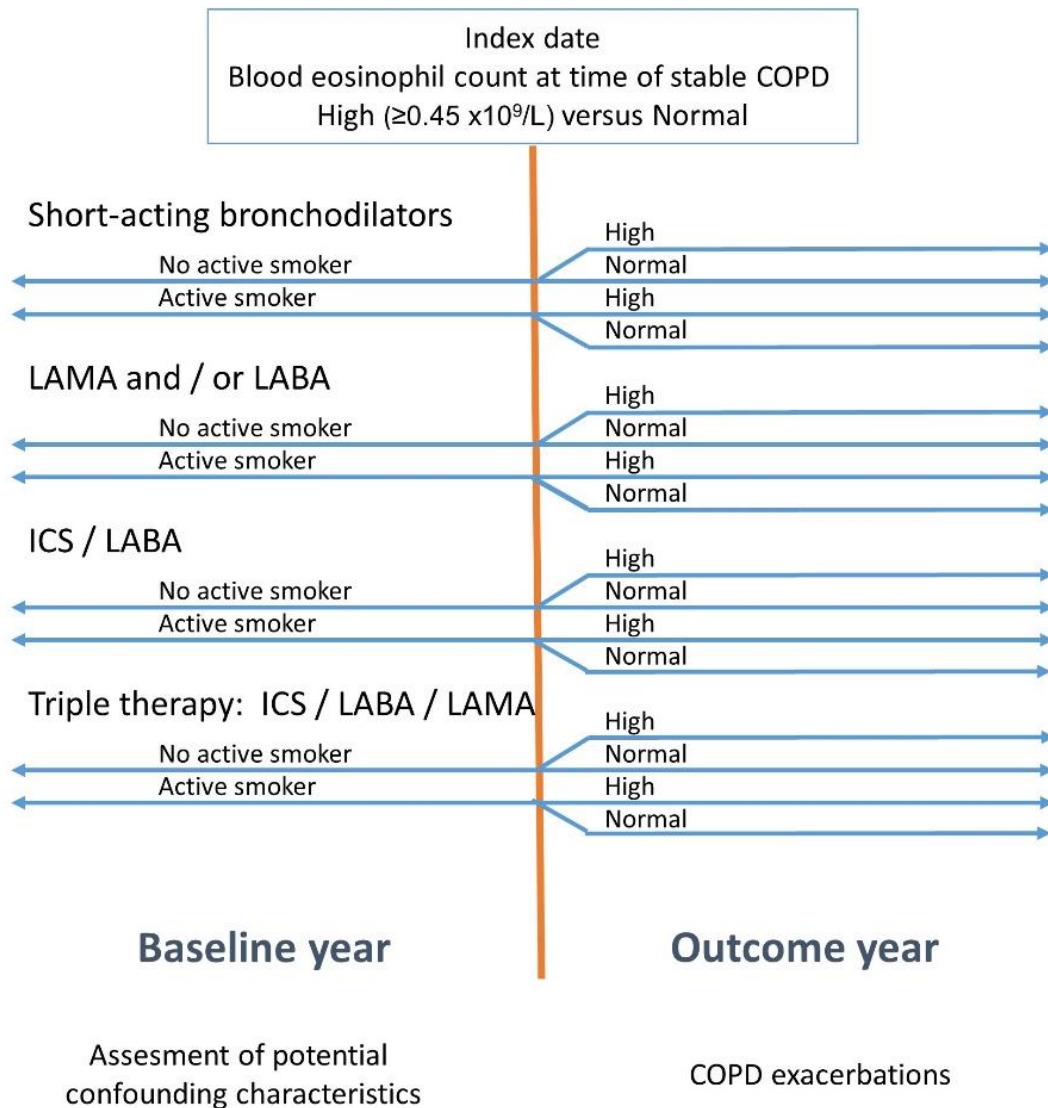 Index date
Blood eosinophil count at time of stable COPD
High (≥0.45 x10⁹/L) versus Normal
Short-acting bronchodilators
High
No active smoker
Normal
Active smoker
High
Normal
LAMA and / or LABA
High
No active smoker
Normal
Active smoker
High
Normal
ICS / LABA
High
No active smoker
Normal
Active smoker
High
Normal
Triple therapy: ICS / LABA / LAMA
High
No active smoker
Normal
Active smoker
High
Normal
Baseline year
Outcome year
Assesment of potential
confounding characteristics
COPD exacerbations